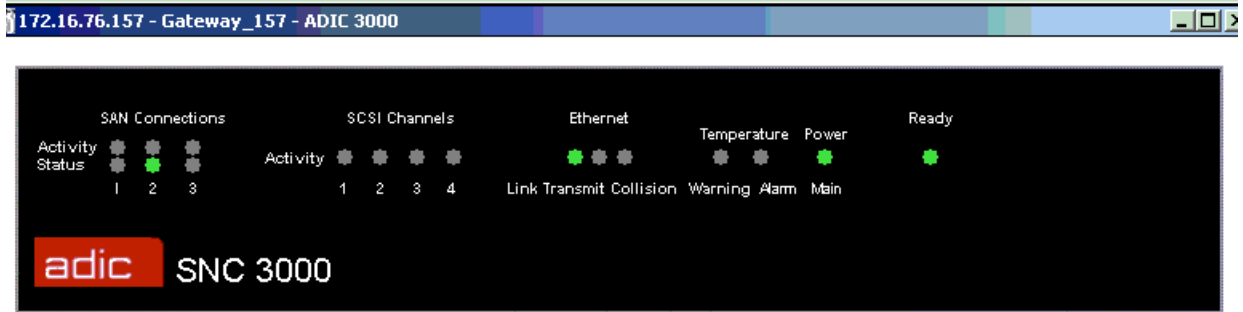 172.16.76.157 - Gateway_157 - ADIC 3000
SAN Connections
Activity
Status
1 2 3
SCSI Channels
Activity
1 2 3 4
Ethernet
Link Transmit Collision
Temperature
Warning Alarm
Power
Main
Ready
adic
SNC 3000